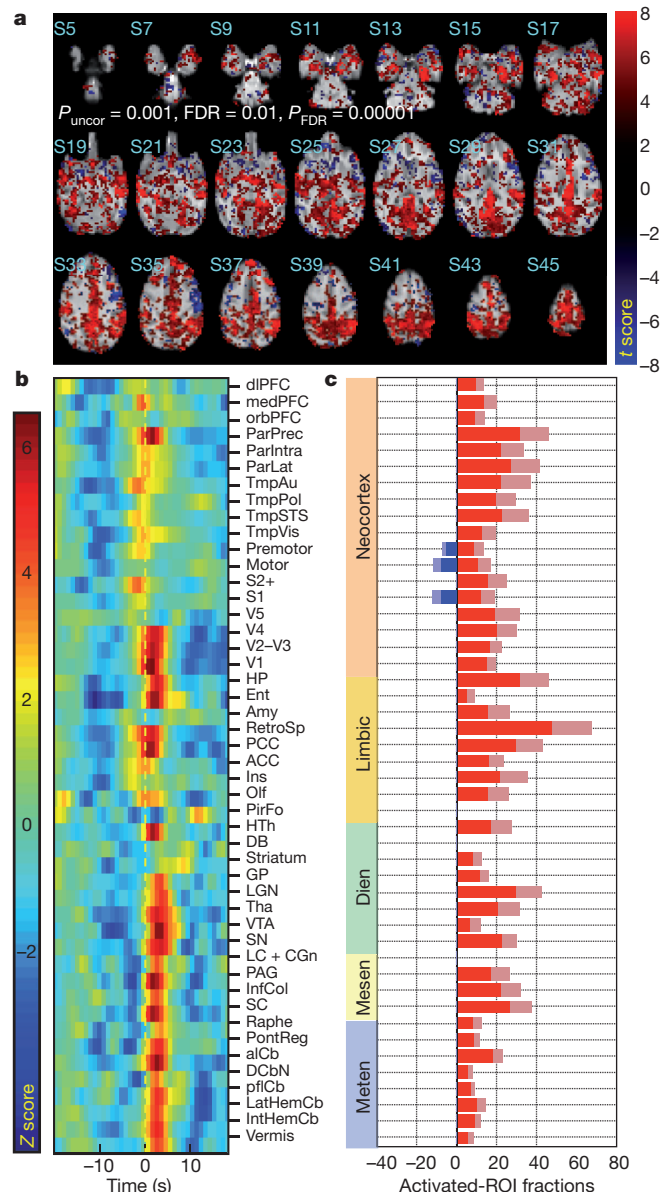 a
S5 S7 S9 S11 S13 S15 S17
P_uncor = 0.001, FDR = 0.01, P_FDR = 0.00001
S19 S21 S23 S25 S27 S29 S31
S33 S35 S37 S39 S41 S43 S45
8
6
4
2
0
−2
−4
−6
−8
t score
b
6
4
2
0
−2
Z score
dlPFC
medPFC
orbPFC
ParPrec
ParIntra
ParLat
TmpAu
TmpPol
TmpSTS
TmpVis
Premotor
Motor
S2+
S1
V5
V4
V2–V3
V1
HP
Ent
Amy
RetroSp
PCC
ACC
Ins
Olf
PirFo
HTh
DB
Striatum
GP
LGN
Tha
VTA
SN
LC + CGn
PAG
InfCol
SC
Raphe
PontReg
alCb
DCbN
pflCb
LatHemCb
IntHemCb
Vermis
−10 0 10
Time (s)
c
Neocortex
Limbic
Dien
Mesen
Meten
−40 −20 0 20 40 60 80
Activated-ROI fractions